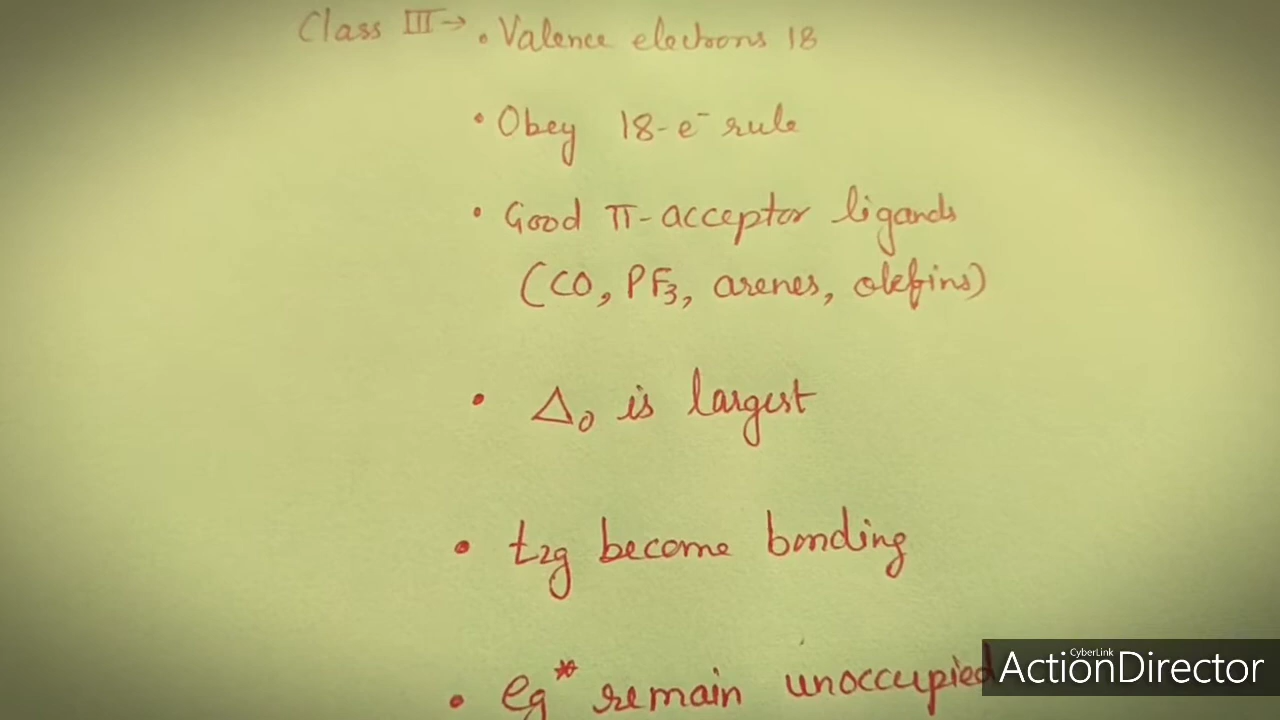 Class III → • Valence electrons 18
• Obey 18-e⁻ rule
• Good π-acceptor ligands
(CO, PF₃, arenes, olefins)
• Δₒ is largest
• t₂g become bonding
• eg* remain unoccupied
CyberLink
ActionDirector